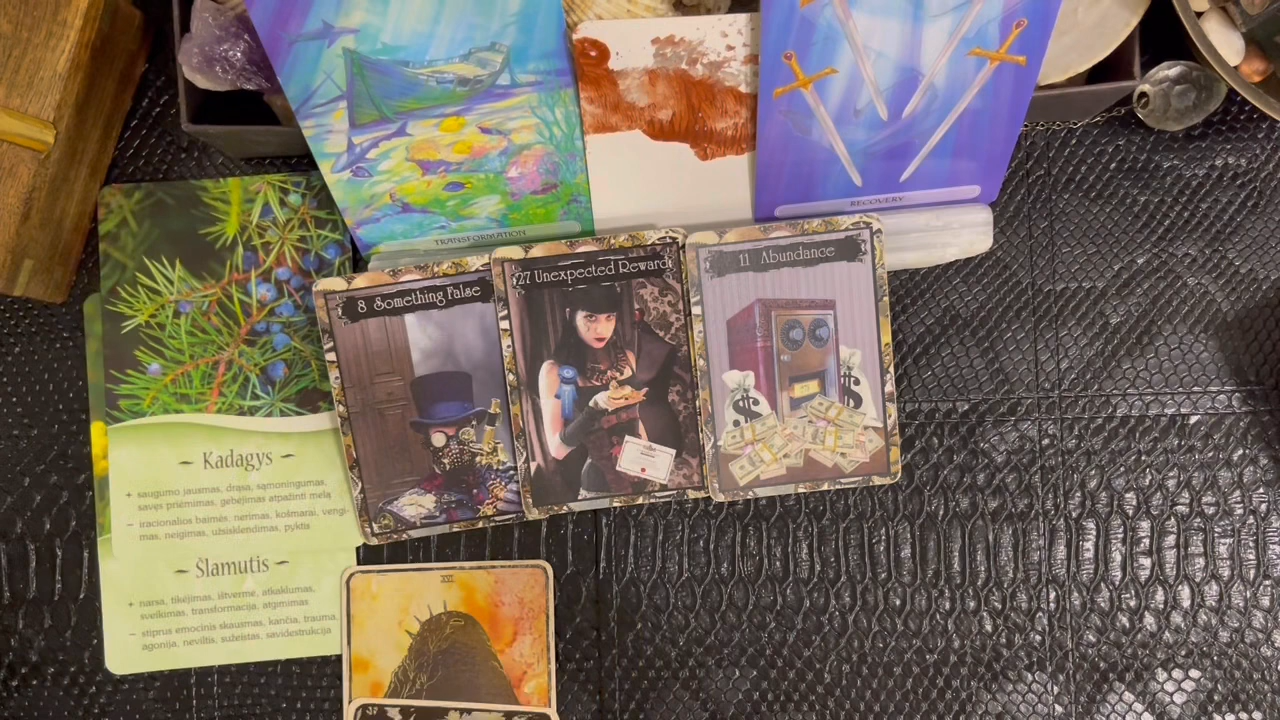 TRANSFORMATION
RECOVERY
8 Something False
27 Unexpected Reward
11 Abundance
~ Kadagys ~
+ saugumo jausmas, drąsa, sąmoningumas,
savęs priėmimas, gebėjimas atpažinti melą
− iracionalios baimės, nerimas, košmarai, vengi-
mas, neigimas, užsisklendimas, pyktis
~ Šlamutis ~
+ narsa, tikėjimas, ištvermė, atkaklumas,
sveikimas, transformacija, atgimimas
− stiprus emocinis skausmas, kančia, trauma,
agonija, neviltis, sužeistas, savidestrukcija
XVI